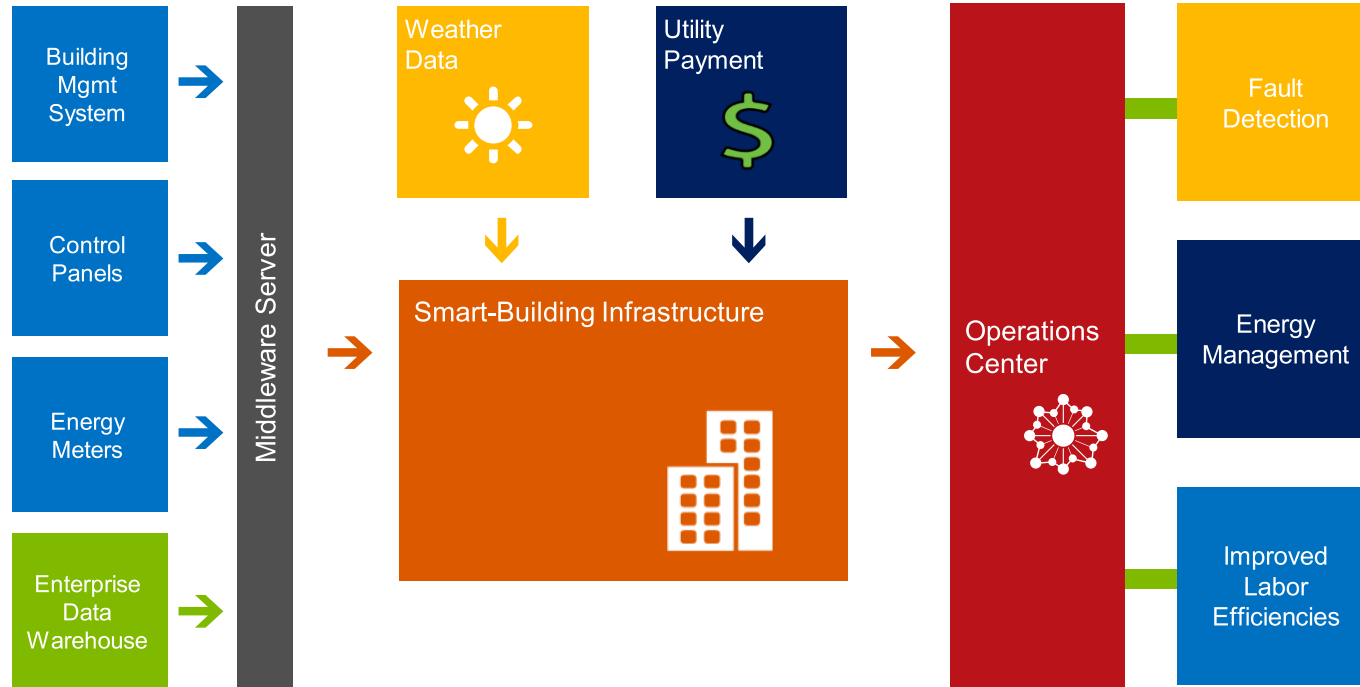 Building
Mgmt
System
Control
Panels
Energy
Meters
Enterprise
Data
Warehouse
Middleware Server
Weather
Data
Utility
Payment
$
Smart-Building Infrastructure
Operations
Center
Fault
Detection
Energy
Management
Improved
Labor
Efficiencies